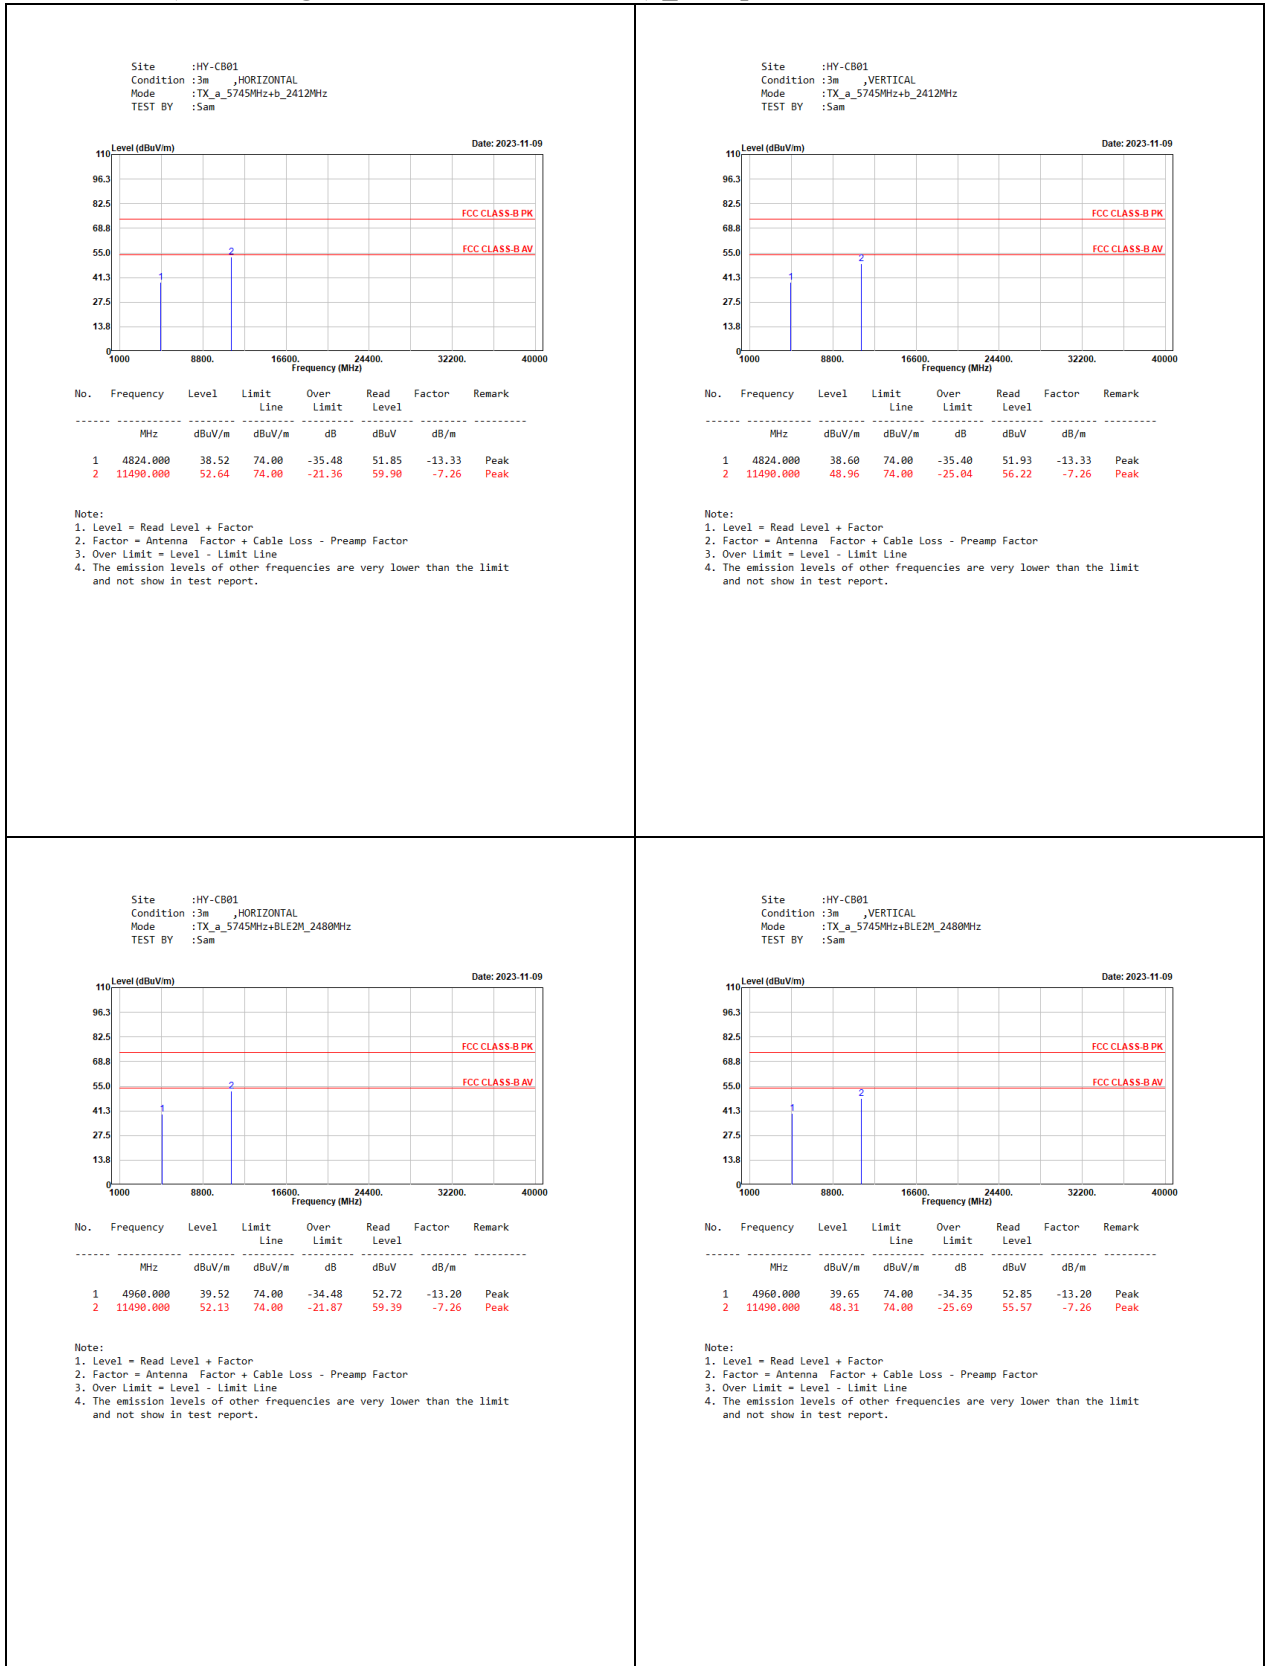 Site :HY-CB01
Condition :3m ,HORIZONTAL
Mode :TX_a_5745MHz+b_2412MHz
TEST BY :Sam
Level (dBuV/m) Date: 2023-11-09
110
96.3
82.5
FCC CLASS-B PK
68.8
55.0 2 FCC CLASS-B AV
41.3 1
27.5
13.8
0
1000 8800. 16600. 24400. 32200. 40000
Frequency (MHz)
No. Frequency Level Limit Over Read Factor Remark
Line Limit Level
------ ----------- -------- --------- --------- --------- -------- ---------
MHz dBuV/m dBuV/m dB dBuV dB/m
1 4824.000 38.52 74.00 -35.48 51.85 -13.33 Peak
2 11490.000 52.64 74.00 -21.36 59.90 -7.26 Peak
Note:
1. Level = Read Level + Factor
2. Factor = Antenna Factor + Cable Loss - Preamp Factor
3. Over Limit = Level - Limit Line
4. The emission levels of other frequencies are very lower than the limit
and not show in test report.
Site :HY-CB01
Condition :3m ,VERTICAL
Mode :TX_a_5745MHz+b_2412MHz
TEST BY :Sam
Level (dBuV/m) Date: 2023-11-09
110
96.3
82.5
FCC CLASS-B PK
68.8
55.0 2 FCC CLASS-B AV
41.3 1
27.5
13.8
0
1000 8800. 16600. 24400. 32200. 40000
Frequency (MHz)
No. Frequency Level Limit Over Read Factor Remark
Line Limit Level
------ ----------- -------- --------- --------- --------- -------- ---------
MHz dBuV/m dBuV/m dB dBuV dB/m
1 4824.000 38.60 74.00 -35.40 51.93 -13.33 Peak
2 11490.000 48.96 74.00 -25.04 56.22 -7.26 Peak
Note:
1. Level = Read Level + Factor
2. Factor = Antenna Factor + Cable Loss - Preamp Factor
3. Over Limit = Level - Limit Line
4. The emission levels of other frequencies are very lower than the limit
and not show in test report.
Site :HY-CB01
Condition :3m ,HORIZONTAL
Mode :TX_a_5745MHz+BLE2M_2480MHz
TEST BY :Sam
Level (dBuV/m) Date: 2023-11-09
110
96.3
82.5
FCC CLASS-B PK
68.8
55.0 2 FCC CLASS-B AV
41.3 1
27.5
13.8
0
1000 8800. 16600. 24400. 32200. 40000
Frequency (MHz)
No. Frequency Level Limit Over Read Factor Remark
Line Limit Level
------ ----------- -------- --------- --------- --------- -------- ---------
MHz dBuV/m dBuV/m dB dBuV dB/m
1 4960.000 39.52 74.00 -34.48 52.72 -13.20 Peak
2 11490.000 52.13 74.00 -21.87 59.39 -7.26 Peak
Note:
1. Level = Read Level + Factor
2. Factor = Antenna Factor + Cable Loss - Preamp Factor
3. Over Limit = Level - Limit Line
4. The emission levels of other frequencies are very lower than the limit
and not show in test report.
Site :HY-CB01
Condition :3m ,VERTICAL
Mode :TX_a_5745MHz+BLE2M_2480MHz
TEST BY :Sam
Level (dBuV/m) Date: 2023-11-09
110
96.3
82.5
FCC CLASS-B PK
68.8
55.0 2 FCC CLASS-B AV
41.3 1
27.5
13.8
0
1000 8800. 16600. 24400. 32200. 40000
Frequency (MHz)
No. Frequency Level Limit Over Read Factor Remark
Line Limit Level
------ ----------- -------- --------- --------- --------- -------- ---------
MHz dBuV/m dBuV/m dB dBuV dB/m
1 4960.000 39.65 74.00 -34.35 52.85 -13.20 Peak
2 11490.000 48.31 74.00 -25.69 55.57 -7.26 Peak
Note:
1. Level = Read Level + Factor
2. Factor = Antenna Factor + Cable Loss - Preamp Factor
3. Over Limit = Level - Limit Line
4. The emission levels of other frequencies are very lower than the limit
and not show in test report.